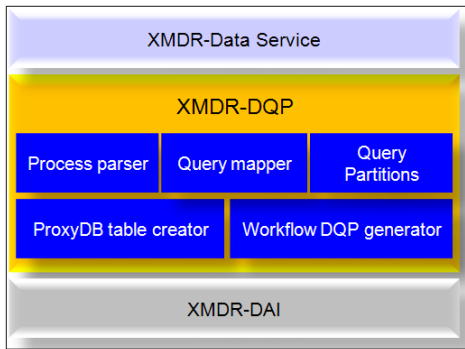 XMDR-Data Service
XMDR-DQP
Process parser
Query mapper
Query
Partitions
ProxyDB table creator
Workflow DQP generator
XMDR-DAI